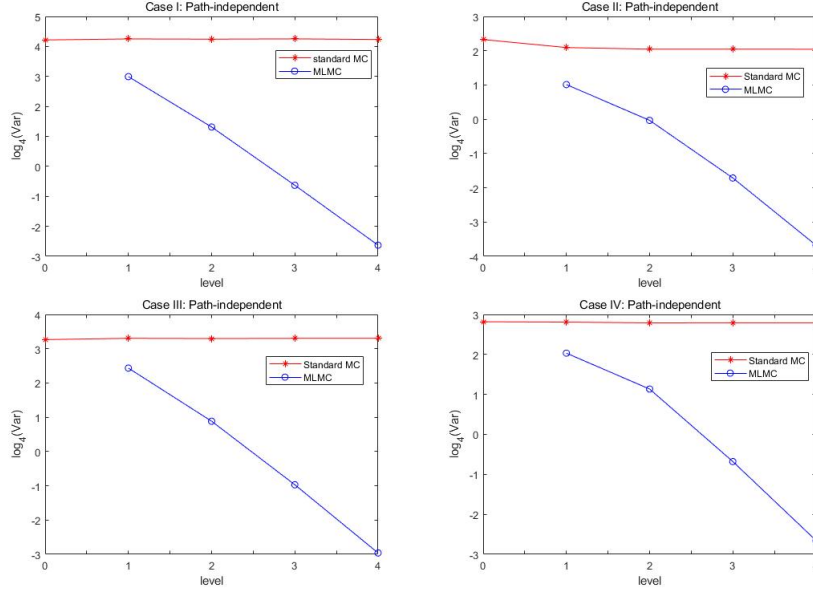 Case I: Path-independent
5
4
3
2
1
0
-1
-2
-3
log4(Var)
standard MC
MLMC
0
1
2
3
4
level
Case II: Path-independent
3
2
1
0
-1
-2
-3
-4
log4(Var)
Standard MC
MLMC
0
1
2
3
4
level
Case III: Path-independent
4
3
2
1
0
-1
-2
-3
log4(Var)
Standard MC
MLMC
0
1
2
3
4
level
Case IV: Path-independent
3
2
1
0
-1
-2
-3
log4(Var)
Standard MC
MLMC
0
1
2
3
level